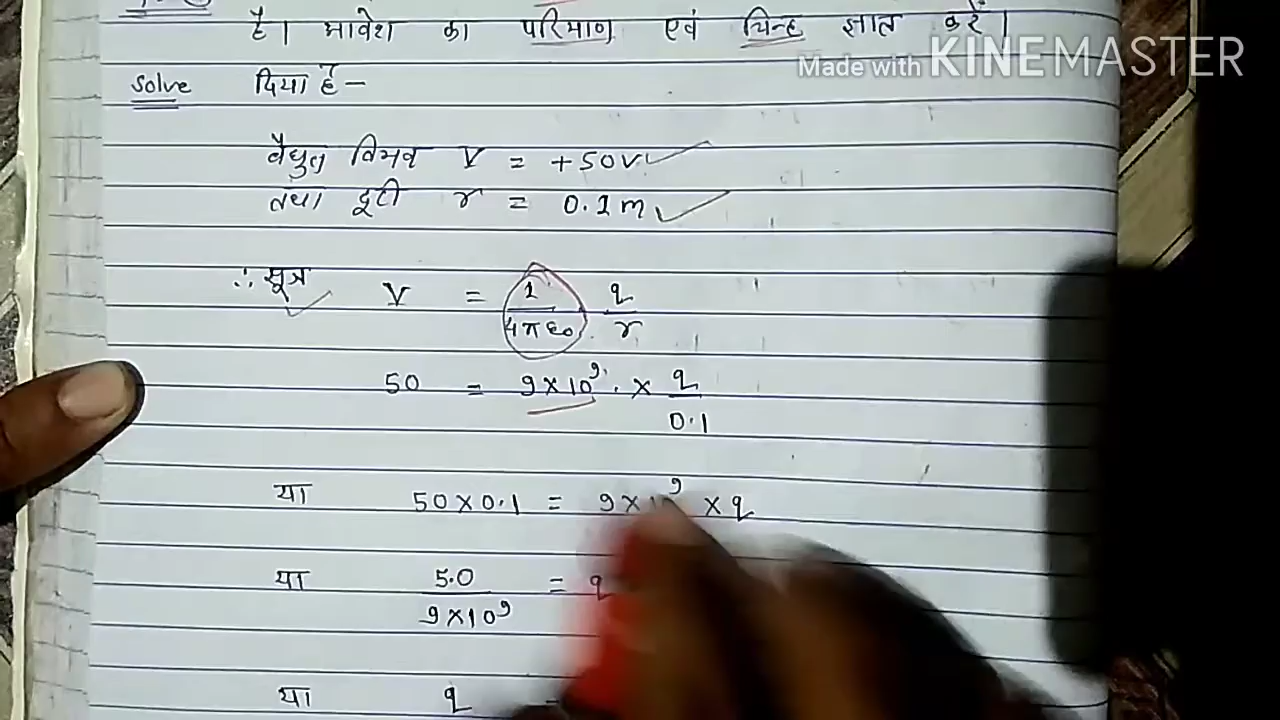 है। आवेश का परिमाण एवं चिन्ह ज्ञात करें।
Made with KINEMASTER
Solve दिया है –
वैधुत विभव V = +50V
तथा दूरी r = 0.1m
∴ सूत्र V = 1/4πε0 . q/r
50 = 9×10⁹ . × q/0.1
या 50×0.1 = 9×10⁹ × q
या 5.0/9×10⁹ = q
या q =